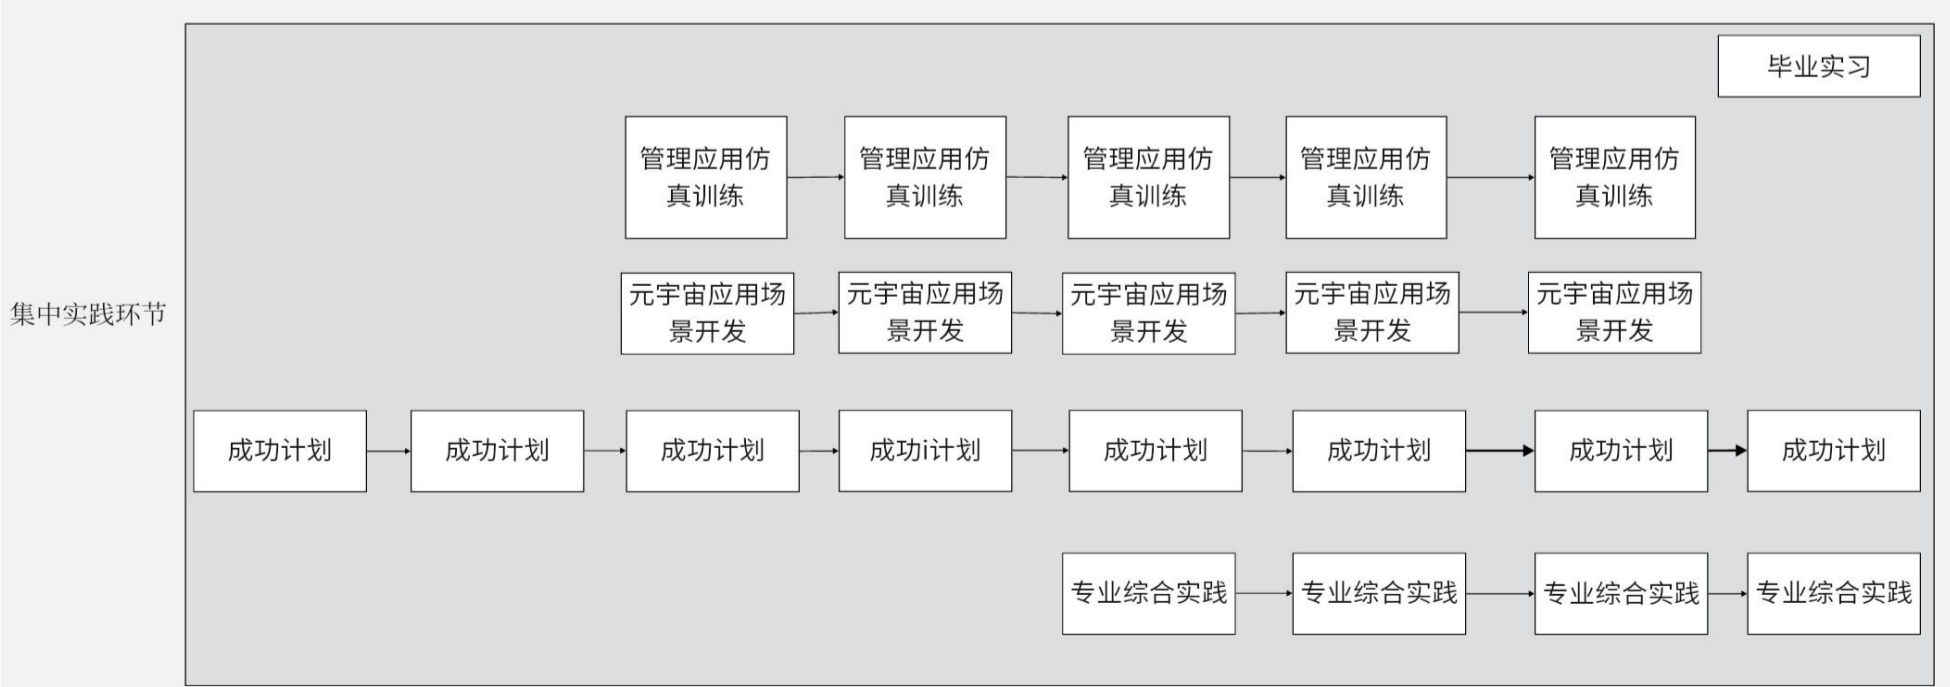 毕业实习
管理应用仿
真训练
管理应用仿
真训练
管理应用仿
真训练
管理应用仿
真训练
管理应用仿
真训练
集中实践环节
元宇宙应用场
景开发
元宇宙应用场
景开发
元宇宙应用场
景开发
元宇宙应用场
景开发
元宇宙应用场
景开发
成功计划
成功计划
成功计划
成功i计划
成功计划
成功计划
成功计划
成功计划
专业综合实践
专业综合实践
专业综合实践
专业综合实践